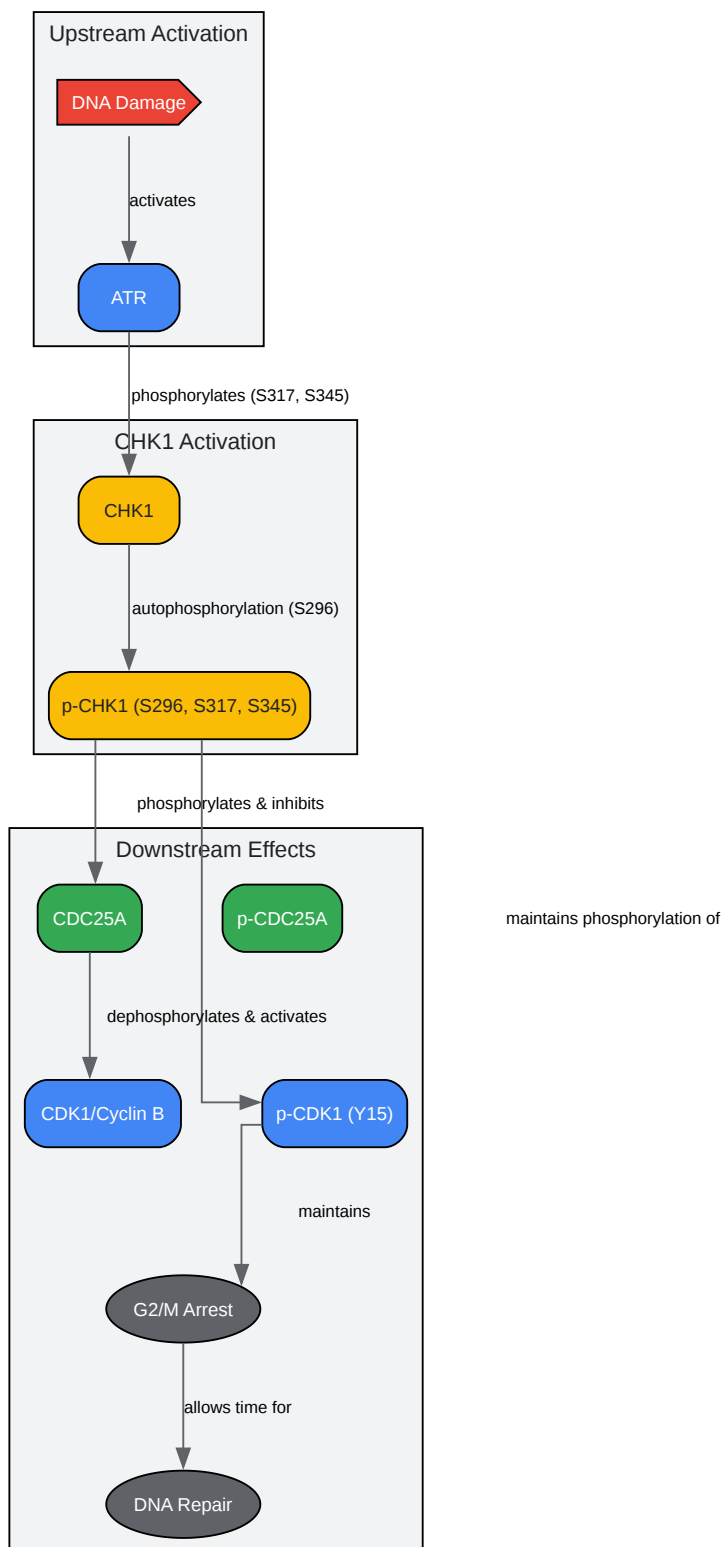 Upstream Activation
DNA Damage
activates
ATR
phosphorylates (S317, S345)
CHK1 Activation
CHK1
autophosphorylation (S296)
p-CHK1 (S296, S317, S345)
phosphorylates & inhibits
Downstream Effects
CDC25A
p-CDC25A
maintains phosphorylation of
dephosphorylates & activates
CDK1/Cyclin B
p-CDK1 (Y15)
maintains
G2/M Arrest
allows time for
DNA Repair